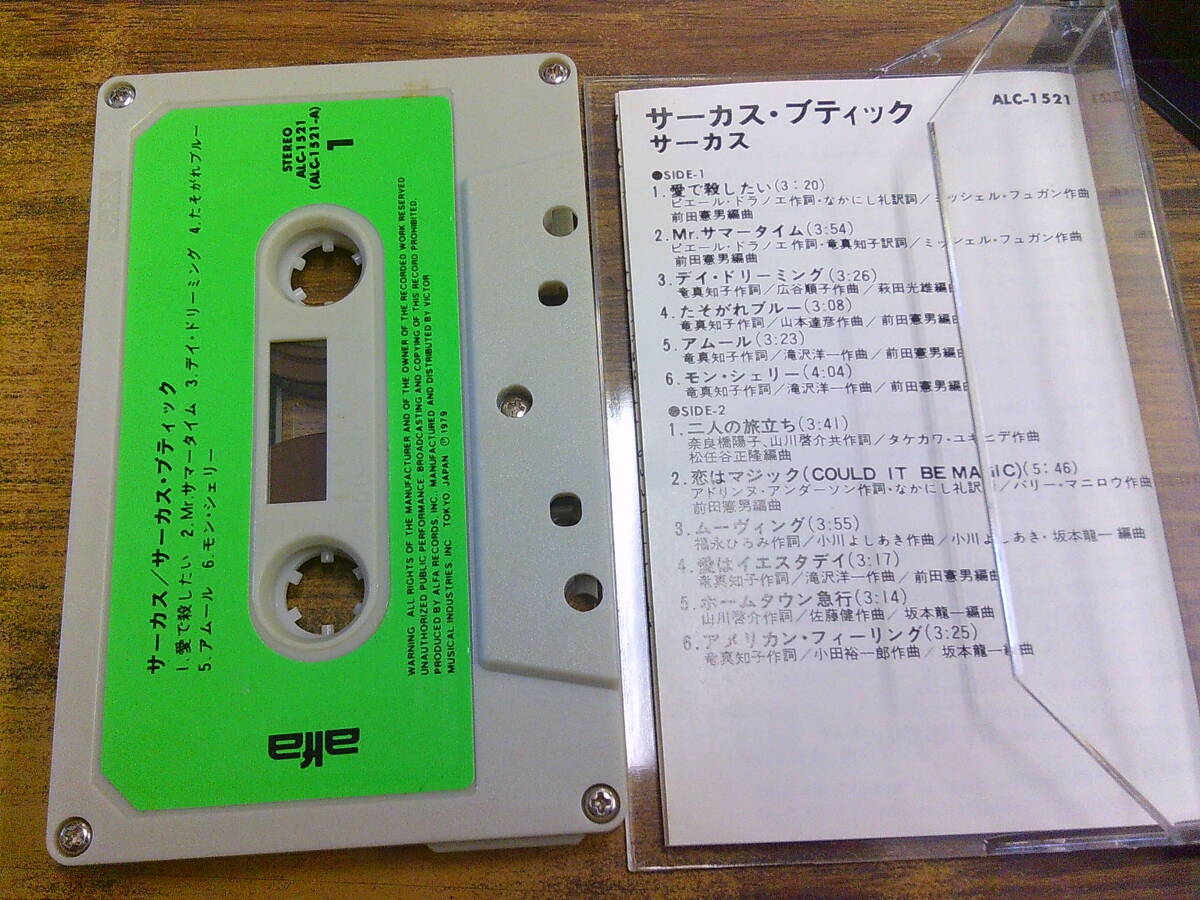 サーカス/サーカス・ブティック
1.愛で殺したい 2.Mr.サマータイム 3.デイ・ドリーミング 4.たそがれブルー
5.アムール 6.モン・シェリー
STEREO
ALC-1521
(ALC-1521-A)
1
WARNING. ALL RIGHTS OF THE MANUFACTURER AND OF THE OWNER OF THE RECORDED WORK RESERVED
UNAUTHORIZED PUBLIC PERFORMANCE. BROADCASTING AND COPYING OF THIS RECORD PROHIBITED.
PRODUCED BY ALFA RECORDS, INC.: MANUFACTURED AND DISTRIBUTED BY VICTOR
MUSICAL INDUSTRIES. INC TOKYO. JAPAN Ⓟ1979
alfa
サーカス・ブティック
サーカス
ALC-1521
●SIDE-1
1.愛で殺したい(3:20)
ピエール・ドラノエ作詞・なかにし礼訳詞/ミッシェル・フュガン作曲
前田憲男編曲
2.Mr.サマータイム(3:54)
ピエール・ドラノエ作詞・竜真知子訳詞/ミッシェル・フュガン作曲
前田憲男編曲
3.デイ・ドリーミング(3:26)
竜真知子作詞/広谷順子作曲/萩田光雄編曲
4.たそがれブルー(3:08)
竜真知子作詞/山本達彦作曲/前田憲男編曲
5.アムール(3:23)
竜真知子作詞/滝沢洋一作曲/前田憲男編曲
6.モン・シェリー(4:04)
竜真知子作詞/滝沢洋一作曲/前田憲男編曲
●SIDE-2
1.二人の旅立ち(3:41)
奈良橋陽子、山川啓介共作詞/タケカワ・ユキヒデ作曲
松任谷正隆編曲
2.恋はマジック(COULD IT BE MAGIC)(5:46)
アドリンヌ・アンダーソン作詞・なかにし礼訳詞/バリー・マニロウ作曲
前田憲男編曲
3.ムーヴィング(3:55)
福永ひろみ作詞/小川よしあき作曲/小川よしあき・坂本龍一 編曲
4.愛はイエスタデイ(3:17)
竜真知子作詞/滝沢洋一作曲/前田憲男編曲
5.ホームタウン急行(3:14)
山川啓介作詞/佐藤健作曲/坂本龍一編曲
6.アメリカン・フィーリング(3:25)
竜真知子作詞/小田裕一郎作曲/坂本龍一編曲